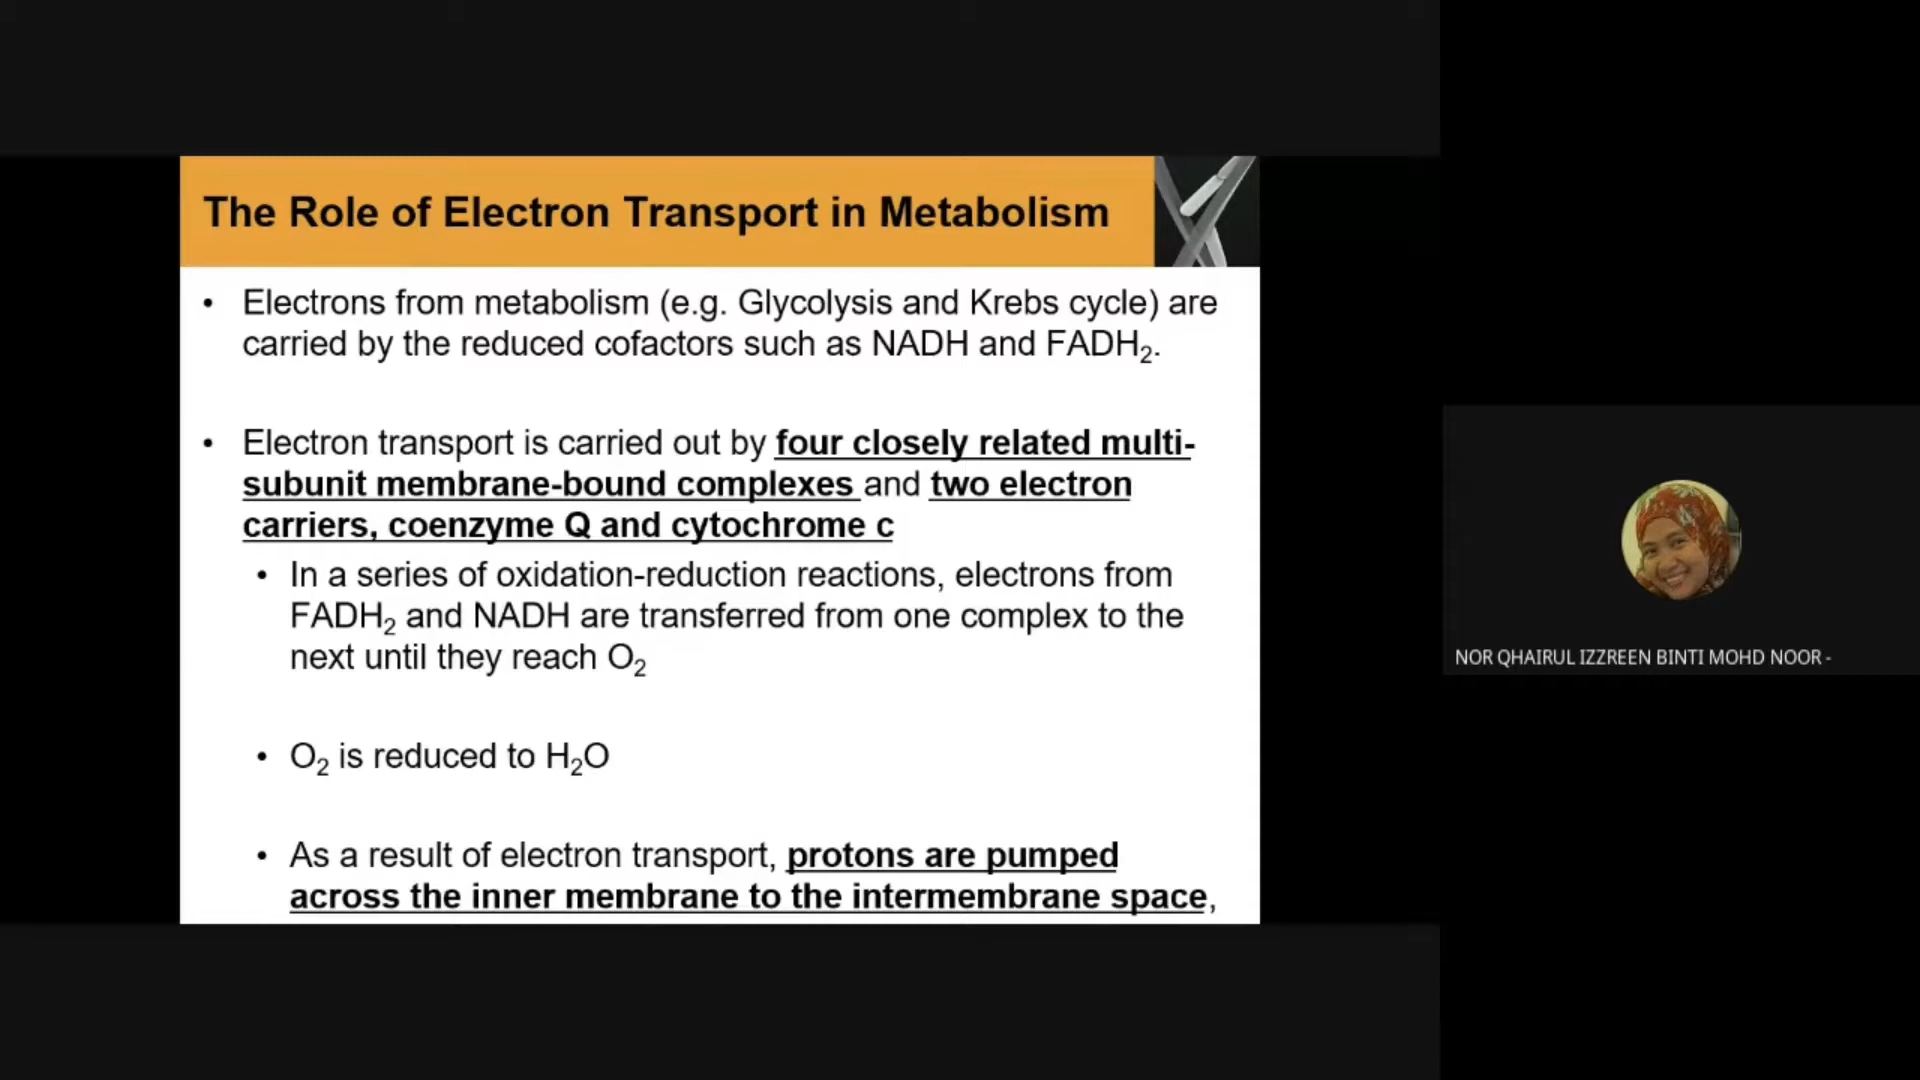 The Role of Electron Transport in Metabolism
• Electrons from metabolism (e.g. Glycolysis and Krebs cycle) are
carried by the reduced cofactors such as NADH and FADH₂.
• Electron transport is carried out by four closely related multi-
subunit membrane-bound complexes and two electron
carriers, coenzyme Q and cytochrome c
• In a series of oxidation-reduction reactions, electrons from
FADH₂ and NADH are transferred from one complex to the
next until they reach O₂
• O₂ is reduced to H₂O
• As a result of electron transport, protons are pumped
across the inner membrane to the intermembrane space,
NOR QHAIRUL IZZREEN BINTI MOHD NOOR -